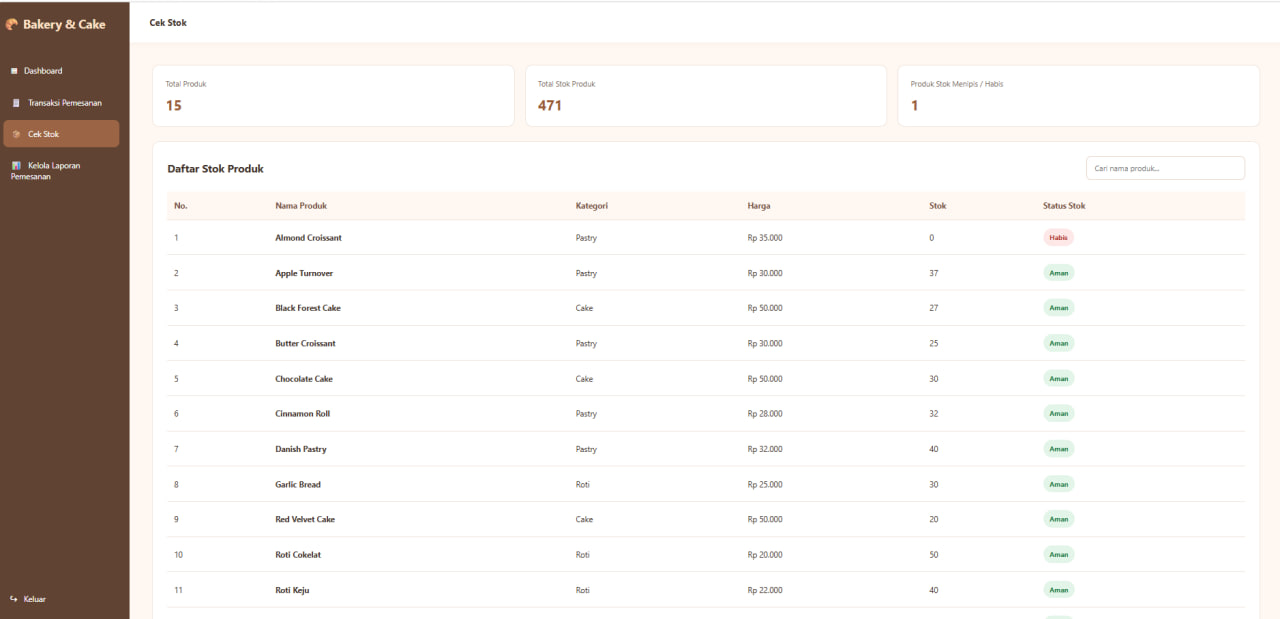 Bakery & Cake
Cek Stok
Dashboard
Transaksi Pemesanan
Cek Stok
Kelola Laporan
Pemesanan
Keluar
Total Produk
15
Total Stok Produk
471
Produk Stok Menipis / Habis
1
Daftar Stok Produk
Cari nama produk...
No. Nama Produk Kategori Harga Stok Status Stok
1 Almond Croissant Pastry Rp 35.000 0 Habis
2 Apple Turnover Pastry Rp 30.000 37 Aman
3 Black Forest Cake Cake Rp 50.000 27 Aman
4 Butter Croissant Pastry Rp 30.000 25 Aman
5 Chocolate Cake Cake Rp 50.000 30 Aman
6 Cinnamon Roll Pastry Rp 28.000 32 Aman
7 Danish Pastry Pastry Rp 32.000 40 Aman
8 Garlic Bread Roti Rp 25.000 30 Aman
9 Red Velvet Cake Cake Rp 50.000 20 Aman
10 Roti Cokelat Roti Rp 20.000 50 Aman
11 Roti Keju Roti Rp 22.000 40 Aman